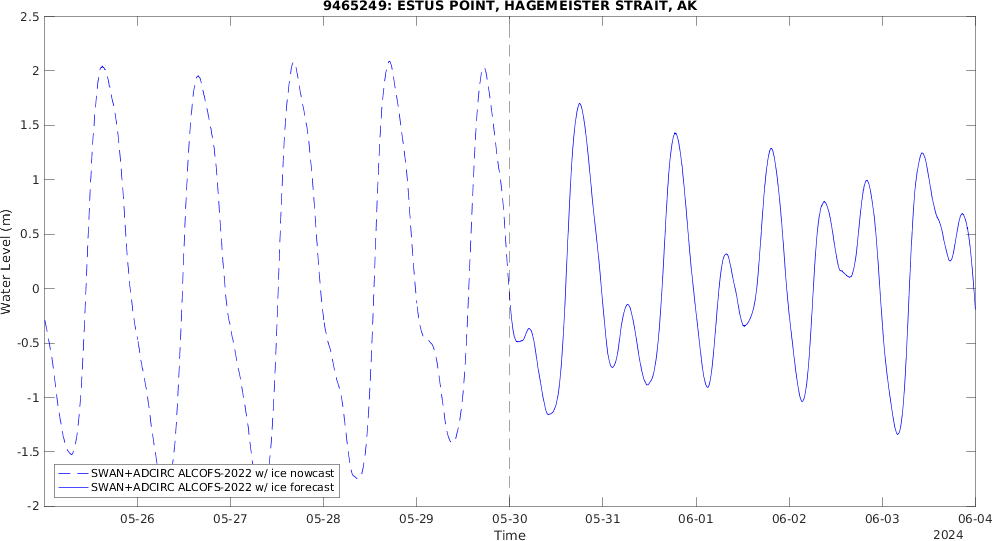 9465249: ESTUS POINT, HAGEMEISTER STRAIT, AK
2.5
2
1.5
1
0.5
0
-0.5
-1
-1.5
-2
Water Level (m)
SWAN+ADCIRC ALCOFS-2022 w/ ice nowcast
SWAN+ADCIRC ALCOFS-2022 w/ ice forecast
05-26 05-27 05-28 05-29 05-30 05-31 06-01 06-02 06-03 06-04
Time
2024